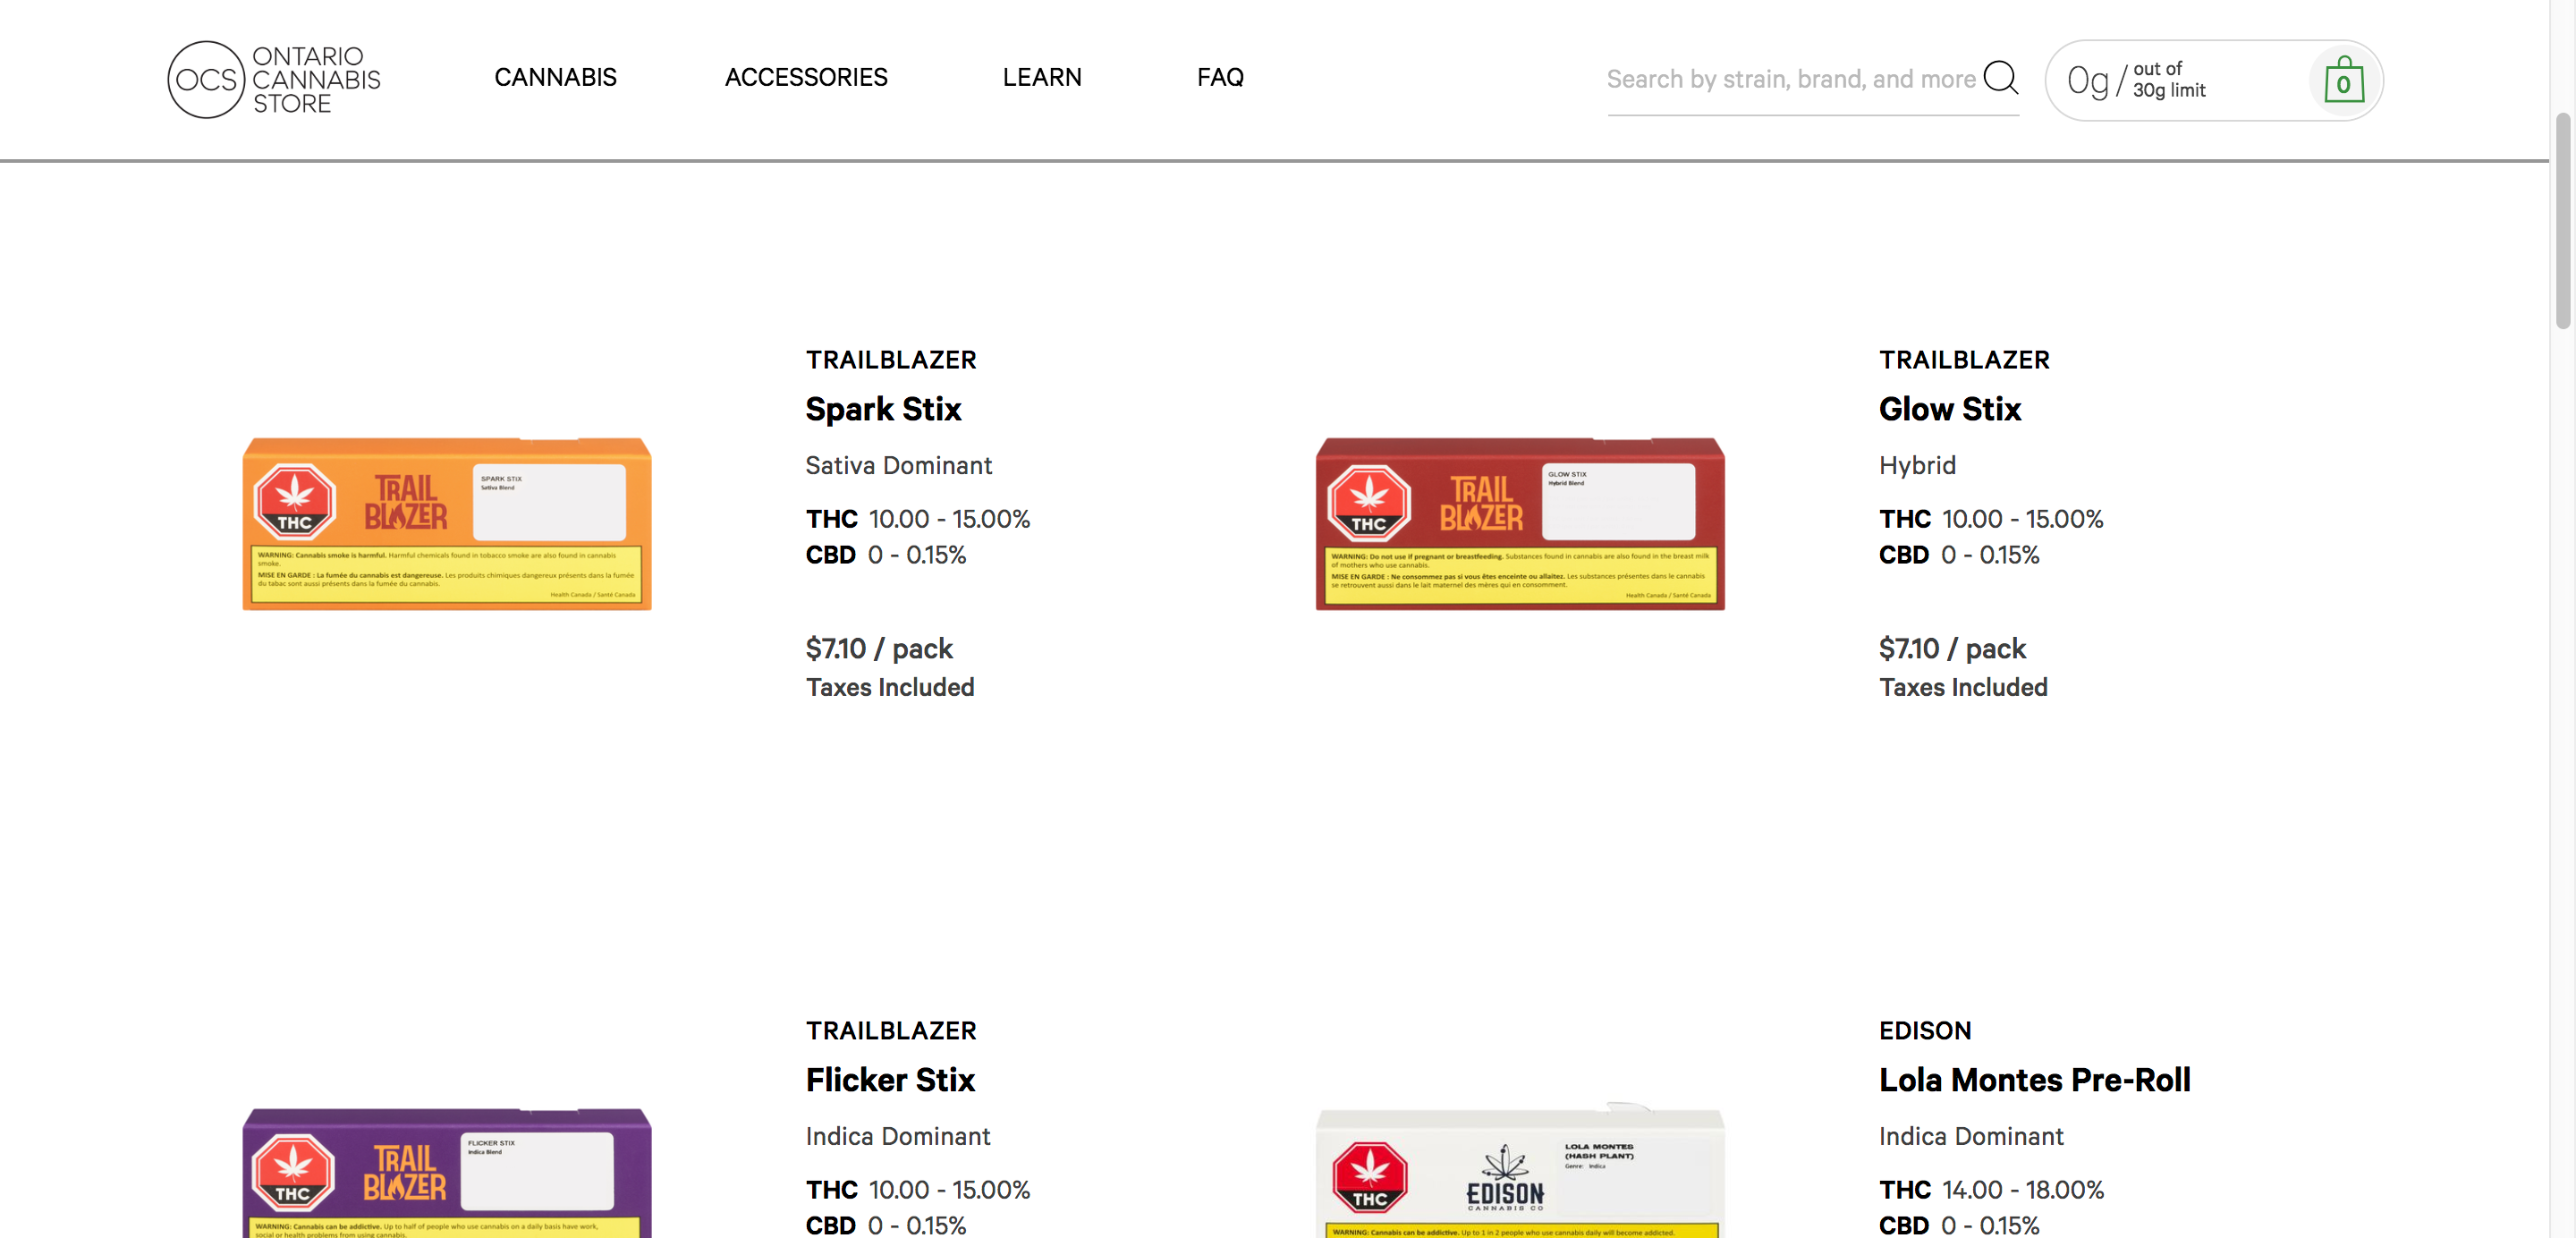 OCS
ONTARIO
CANNABIS
STORE
CANNABIS
ACCESSORIES
LEARN
FAQ
Search by strain, brand, and more
0g / out of
30g limit
0
TRAILBLAZER
Spark Stix
Sativa Dominant
THC 10.00 - 15.00%
CBD 0 - 0.15%
$7.10 / pack
Taxes Included
THC
TRAIL
BLAZER
SPARK STIX
Sativa Blend
WARNING: Cannabis smoke is harmful. Harmful chemicals found in tobacco smoke are also found in cannabis
smoke.
MISE EN GARDE : La fumée du cannabis est dangereuse. Les produits chimiques dangereux présents dans la fumée
du tabac sont aussi présents dans la fumée du cannabis.
Health Canada / Santé Canada
TRAILBLAZER
Glow Stix
Hybrid
THC 10.00 - 15.00%
CBD 0 - 0.15%
$7.10 / pack
Taxes Included
THC
TRAIL
BLAZER
GLOW STIX
Hybrid Blend
WARNING: Do not use if pregnant or breastfeeding. Substances found in cannabis are also found in the breast milk
of mothers who use cannabis.
MISE EN GARDE : Ne consommez pas si vous êtes enceinte ou allaitez. Les substances présentes dans le cannabis
se retrouvent aussi dans le lait maternel des mères qui en consomment.
Health Canada / Santé Canada
TRAILBLAZER
Flicker Stix
Indica Dominant
THC 10.00 - 15.00%
CBD 0 - 0.15%
THC
TRAIL
BLAZER
FLICKER STIX
Indica Blend
WARNING: Cannabis can be addictive. Up to half of people who use cannabis on a daily basis have work,
social or health problems from using cannabis.
EDISON
Lola Montes Pre-Roll
Indica Dominant
THC 14.00 - 18.00%
CBD 0 - 0.15%
THC
EDISON
CANNABIS CO
LOLA MONTES
(HASH PLANT)
Genre: Indica
WARNING: Cannabis can be addictive. Up to 1 in 2 people who use cannabis daily will become addicted.